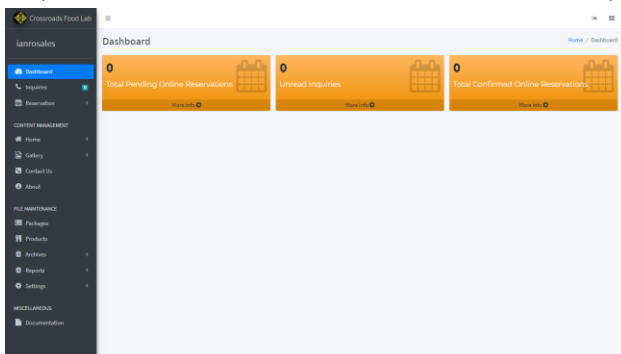 Crossroads Food Lab
ianrosales
Dashboard
Inquiries
Reservation
CONTENT MANAGEMENT
Home
Gallery
Contact Us
About
FILE MAINTENANCE
Packages
Products
Archives
Reports
Settings
MISCELLANEOUS
Documentation
Dashboard
Home / Dashboard
0
Total Pending Online Reservations
More info
0
Unread Inquiries
More info
0
Total Confirmed Online Reservations
More info